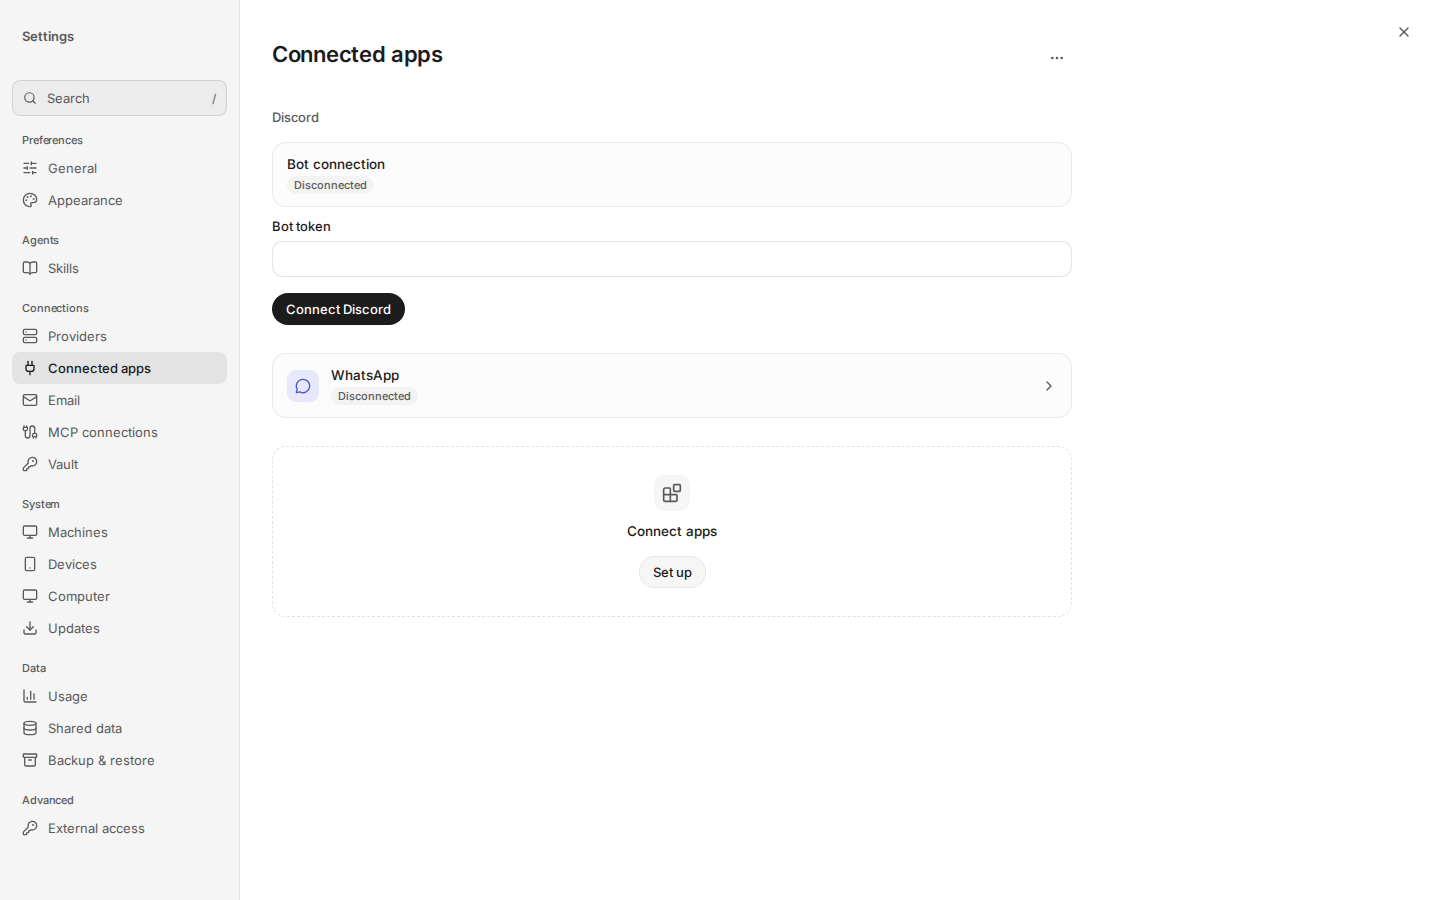 Settings
Search /
Preferences
General
Appearance
Agents
Skills
Connections
Providers
Connected apps
Email
MCP connections
Vault
System
Machines
Devices
Computer
Updates
Data
Usage
Shared data
Backup & restore
Advanced
External access
Connected apps
Discord
Bot connection
Disconnected
Bot token
Connect Discord
WhatsApp
Disconnected
Connect apps
Set up